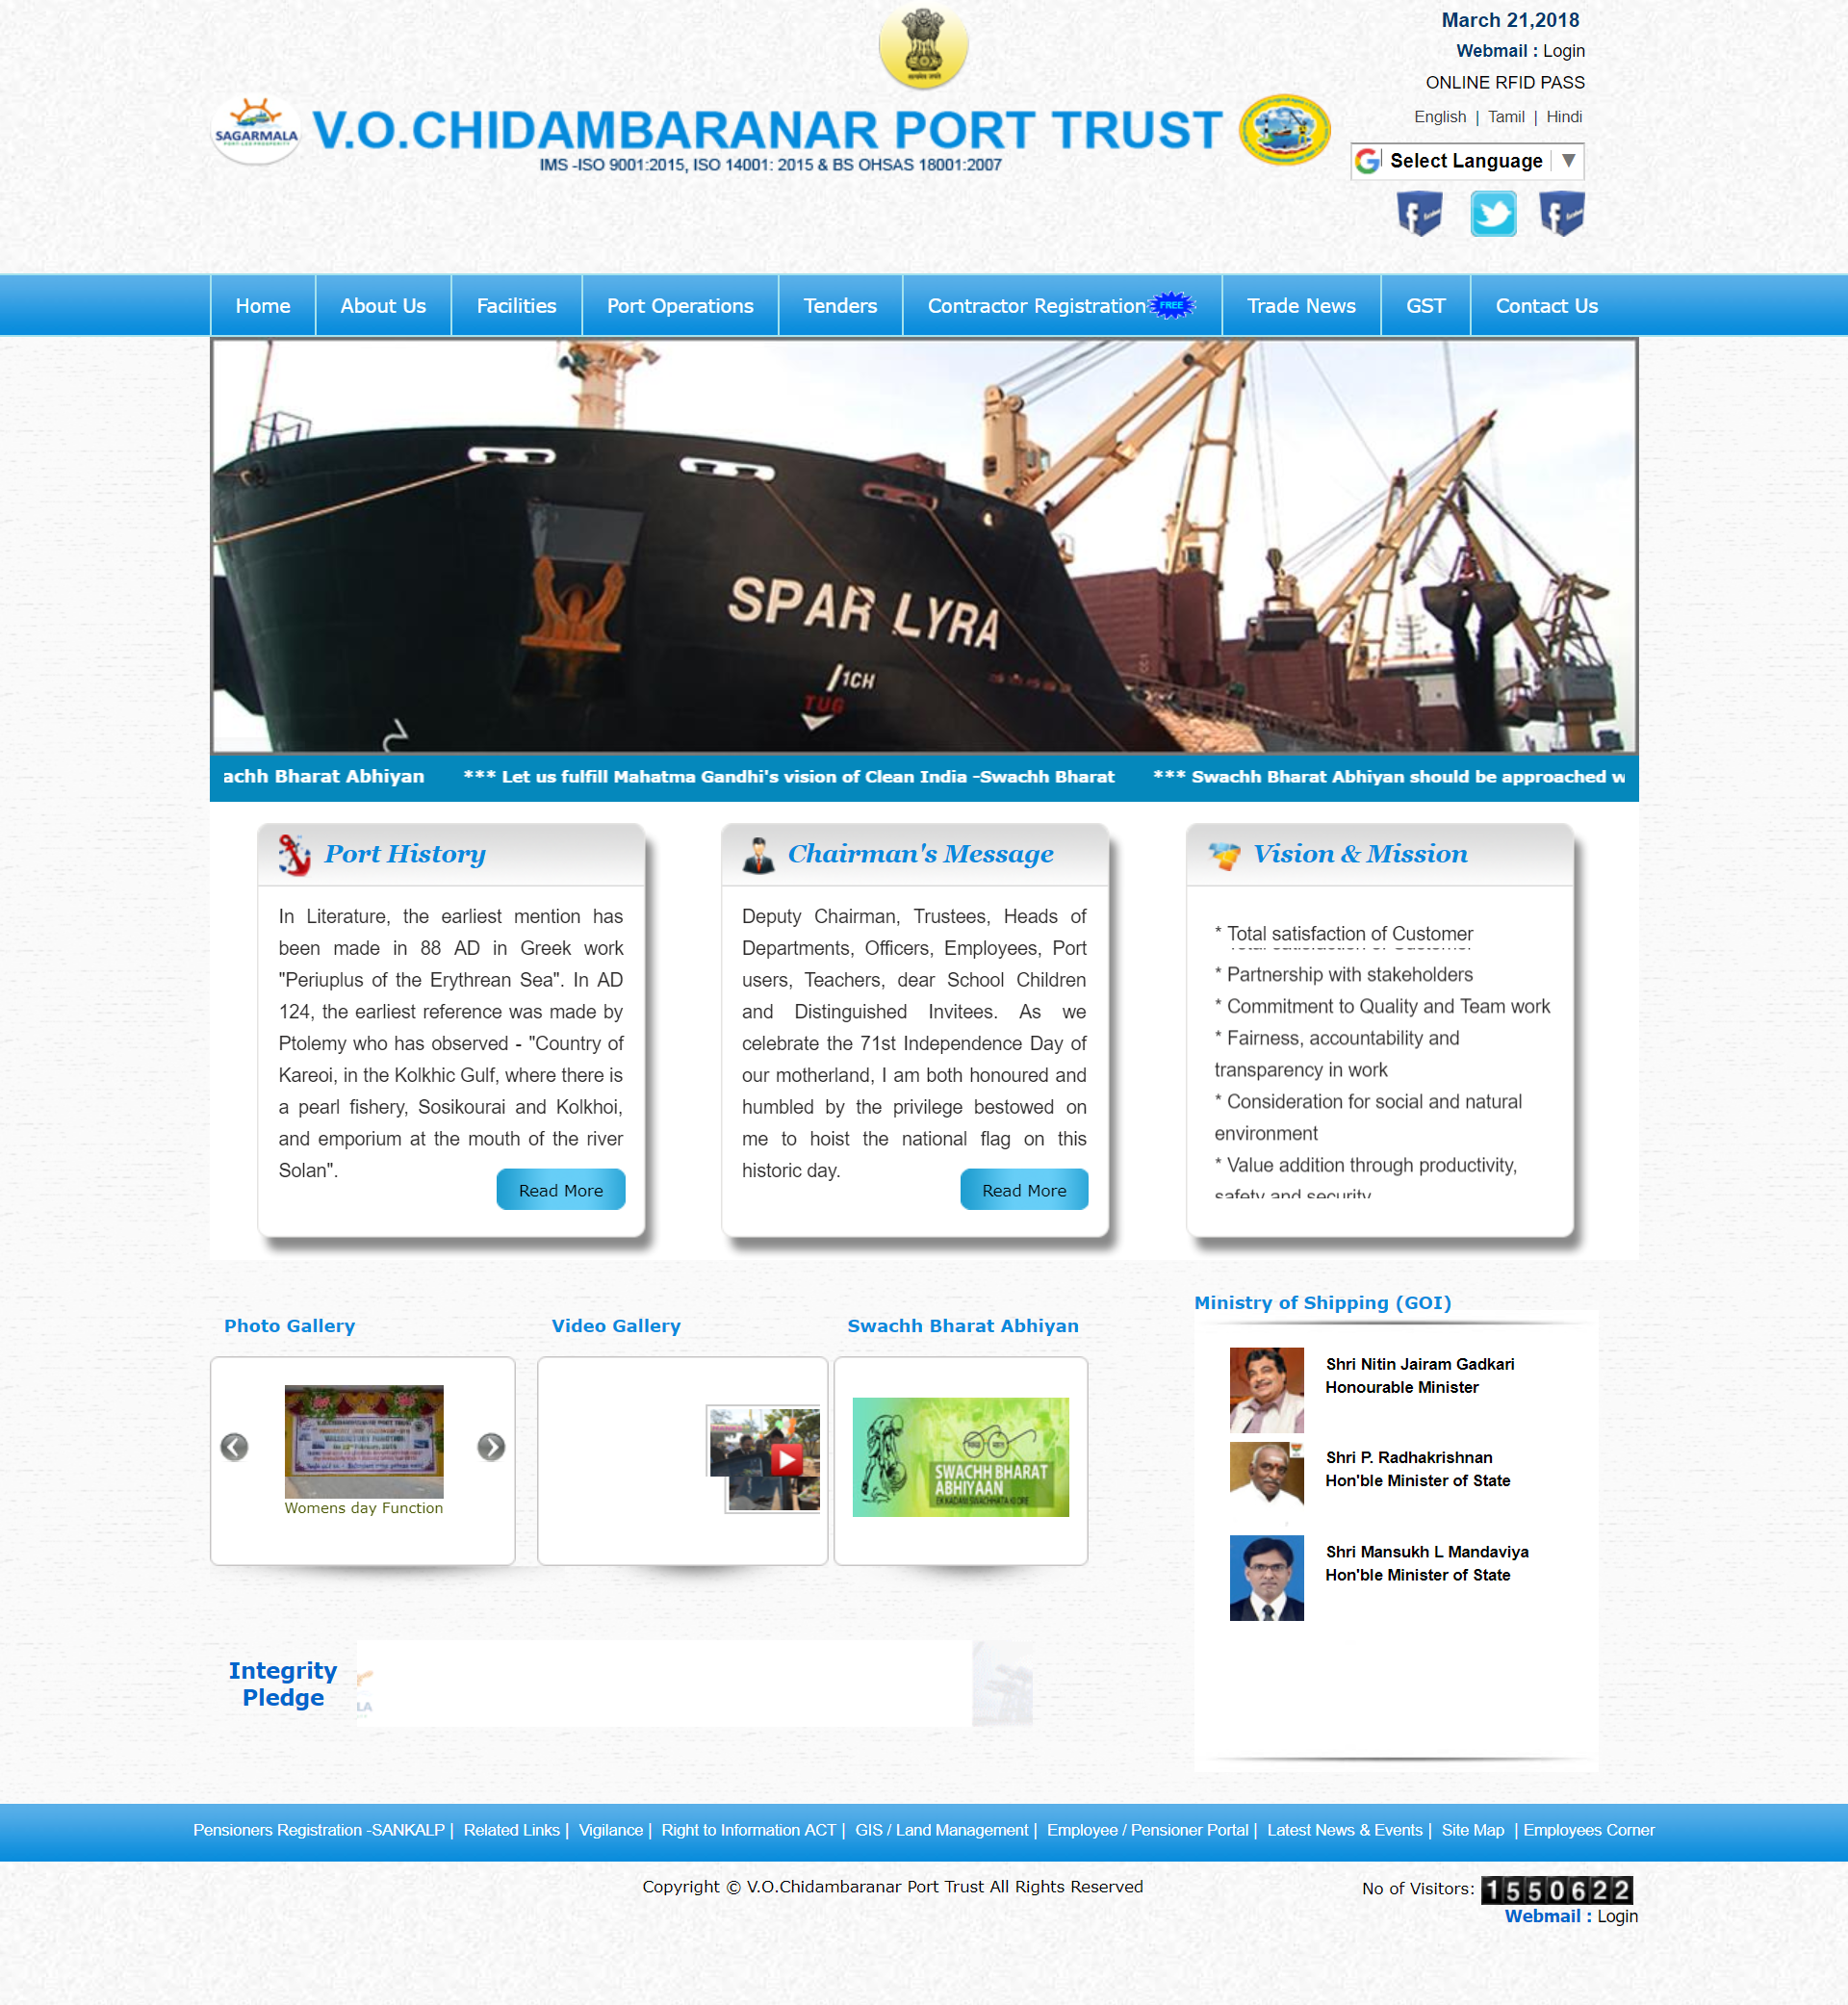 March 21,2018
Webmail : Login
ONLINE RFID PASS
English | Tamil | Hindi
SAGARMALA
PORT-LED PROSPERITY
V.O.CHIDAMBARANAR PORT TRUST
IMS -ISO 9001:2015, ISO 14001: 2015 & BS OHSAS 18001:2007
Select Language ▼
Home
About Us
Facilities
Port Operations
Tenders
Contractor Registration FREE
Trade News
GST
Contact Us
SPAR LYRA
1CH
TUG
achh Bharat Abhiyan *** Let us fulfill Mahatma Gandhi's vision of Clean India -Swachh Bharat *** Swachh Bharat Abhiyan should be approached w
Port History
In Literature, the earliest mention has
been made in 88 AD in Greek work
"Periuplus of the Erythrean Sea". In AD
124, the earliest reference was made by
Ptolemy who has observed - "Country of
Kareoi, in the Kolkhic Gulf, where there is
a pearl fishery, Sosikourai and Kolkhoi,
and emporium at the mouth of the river
Solan".
Read More
Chairman's Message
Deputy Chairman, Trustees, Heads of
Departments, Officers, Employees, Port
users, Teachers, dear School Children
and Distinguished Invitees. As we
celebrate the 71st Independence Day of
our motherland, I am both honoured and
humbled by the privilege bestowed on
me to hoist the national flag on this
historic day.
Read More
Vision & Mission
* Total satisfaction of Customer
* Partnership with stakeholders
* Commitment to Quality and Team work
* Fairness, accountability and
transparency in work
* Consideration for social and natural
environment
* Value addition through productivity,
safety and security
Photo Gallery
Womens day Function
Video Gallery
Swachh Bharat Abhiyan
SWACHH BHARAT
ABHIYAAN
EK KADAM SWACHHATA KI ORE
Ministry of Shipping (GOI)
Shri Nitin Jairam Gadkari
Honourable Minister
Shri P. Radhakrishnan
Hon'ble Minister of State
Shri Mansukh L Mandaviya
Hon'ble Minister of State
Integrity
Pledge
LA
Pensioners Registration -SANKALP | Related Links | Vigilance | Right to Information ACT | GIS / Land Management | Employee / Pensioner Portal | Latest News & Events | Site Map | Employees Corner
Copyright © V.O.Chidambaranar Port Trust All Rights Reserved
No of Visitors: 1550622
Webmail : Login